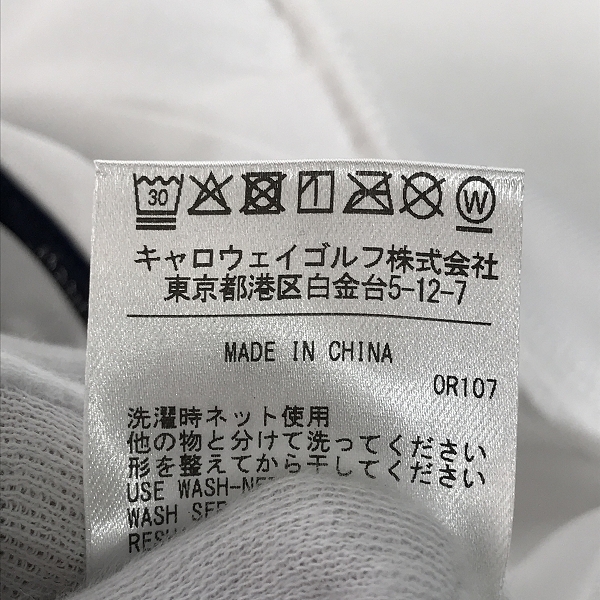 30 W
キャロウェイゴルフ株式会社
東京都港区白金台5-12-7
MADE IN CHINA
OR107
洗濯時ネット使用
他の物と分けて洗ってください
形を整えてから干してください
USE
WASH